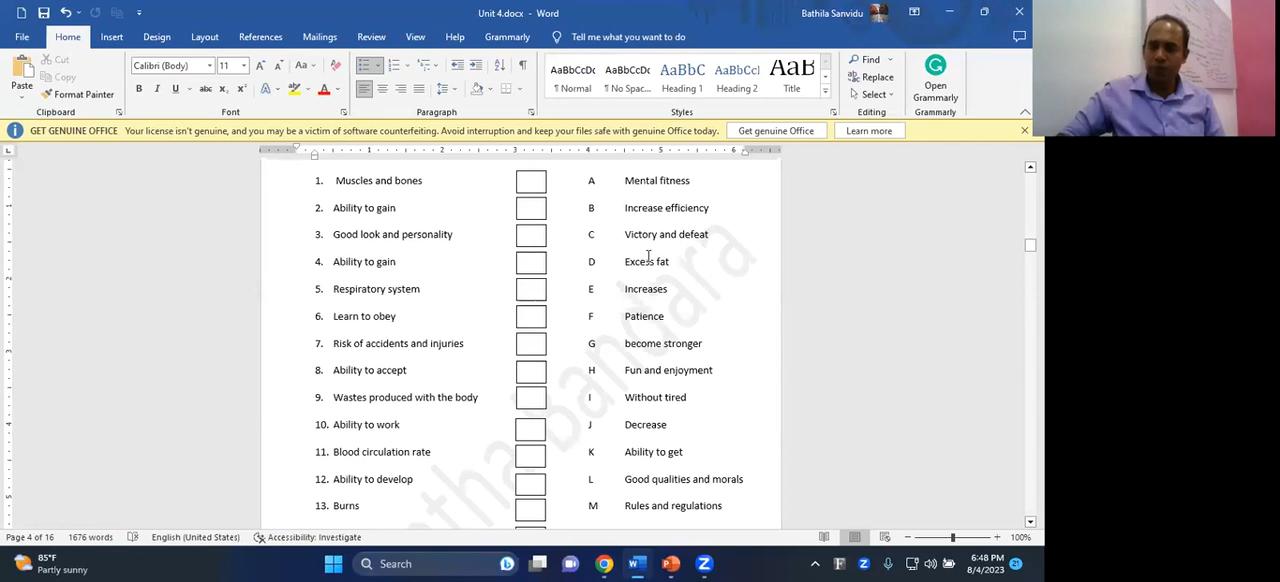 Unit 4.docx - Word
Bathila Sanvidu
File Home Insert Design Layout References Mailings Review View Help Grammarly Tell me what you want to do
Paste
Cut
Copy
Format Painter
Clipboard
Calibri (Body) 11
Font
Paragraph
AaBbCcDc AaBbCcDc AaBbC AaBbCcI AaB
¶ Normal ¶ No Spac... Heading 1 Heading 2 Title
Styles
Find
Replace
Select
Editing
Open
Grammarly
Grammarly
GET GENUINE OFFICE Your license isn't genuine, and you may be a victim of software counterfeiting. Avoid interruption and keep your files safe with genuine Office today. Get genuine Office Learn more
1 2 3 4 5 6
1. Muscles and bones A Mental fitness
2. Ability to gain B Increase efficiency
3. Good look and personality C Victory and defeat
4. Ability to gain D Excess fat
5. Respiratory system E Increases
6. Learn to obey F Patience
7. Risk of accidents and injuries G become stronger
8. Ability to accept H Fun and enjoyment
9. Wastes produced with the body I Without tired
10. Ability to work J Decrease
11. Blood circulation rate K Ability to get
12. Ability to develop L Good qualities and morals
13. Burns M Rules and regulations
Bandara
Page 4 of 16 1676 words English (United States) Accessibility: Investigate 100%
85°F
Partly sunny
Search
6:48 PM
8/4/2023